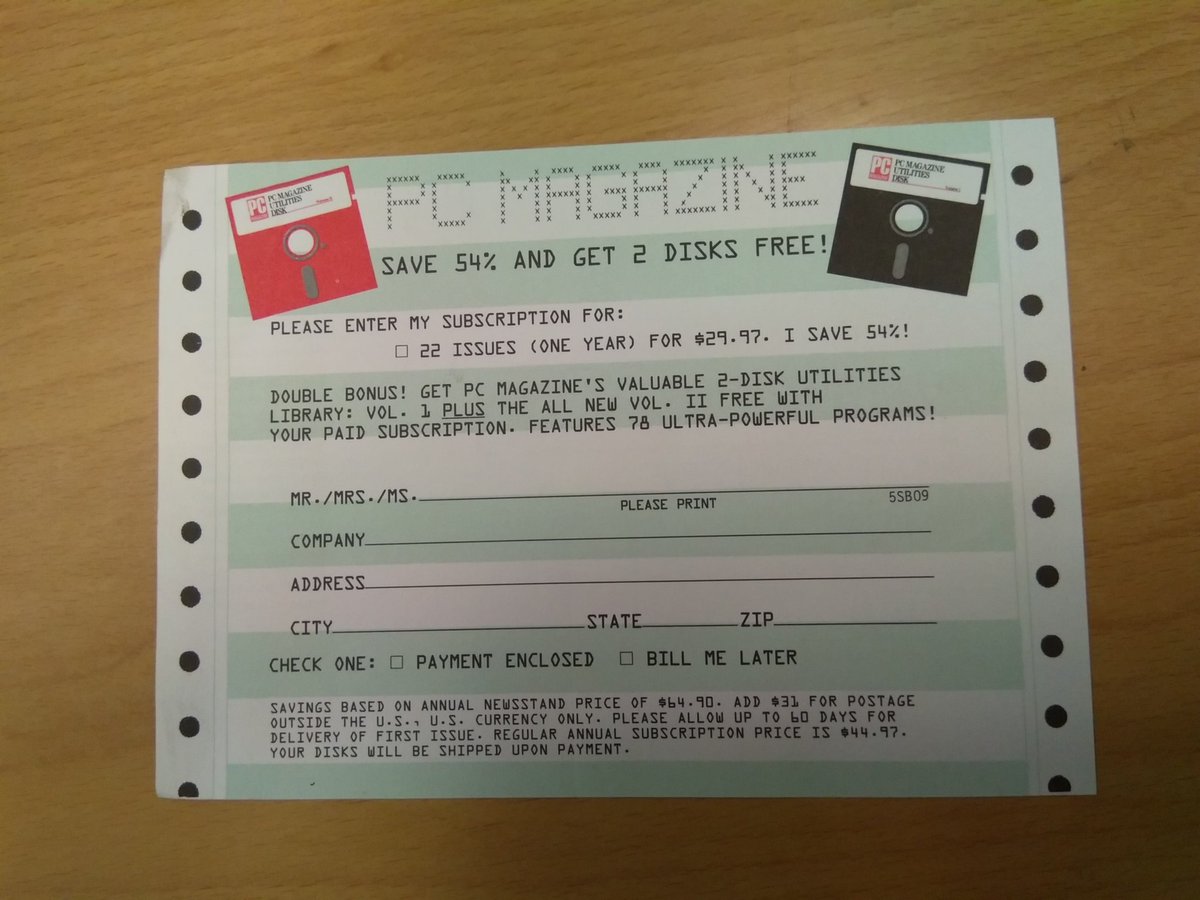 PC MAGAZINE
PC PC MAGAZINE
UTILITIES
DISK
PC PC MAGAZINE
UTILITIES
DISK
SAVE 54% AND GET 2 DISKS FREE!
PLEASE ENTER MY SUBSCRIPTION FOR:
☐ 22 ISSUES (ONE YEAR) FOR $29.97. I SAVE 54%!
DOUBLE BONUS! GET PC MAGAZINE'S VALUABLE 2-DISK UTILITIES
LIBRARY: VOL. 1 PLUS THE ALL NEW VOL. II FREE WITH
YOUR PAID SUBSCRIPTION. FEATURES 78 ULTRA-POWERFUL PROGRAMS!
MR./MRS./MS.
PLEASE PRINT 5SB09
COMPANY
ADDRESS
CITY STATE ZIP
CHECK ONE: ☐ PAYMENT ENCLOSED ☐ BILL ME LATER
SAVINGS BASED ON ANNUAL NEWSSTAND PRICE OF $64.90. ADD $31 FOR POSTAGE
OUTSIDE THE U.S., U.S. CURRENCY ONLY. PLEASE ALLOW UP TO 60 DAYS FOR
DELIVERY OF FIRST ISSUE. REGULAR ANNUAL SUBSCRIPTION PRICE IS $44.97.
YOUR DISKS WILL BE SHIPPED UPON PAYMENT.